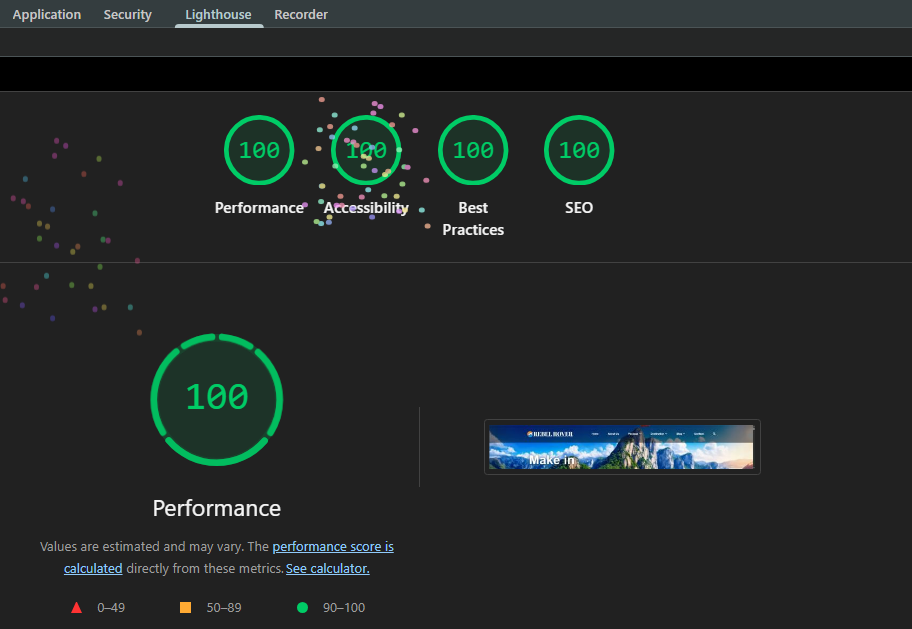 Application Security Lighthouse Recorder
100 100 100 100
Performance Accessibility Best Practices SEO
100
REBEL ROVER
Make in
Performance
Values are estimated and may vary. The performance score is
calculated directly from these metrics. See calculator.
0–49 50–89 90–100